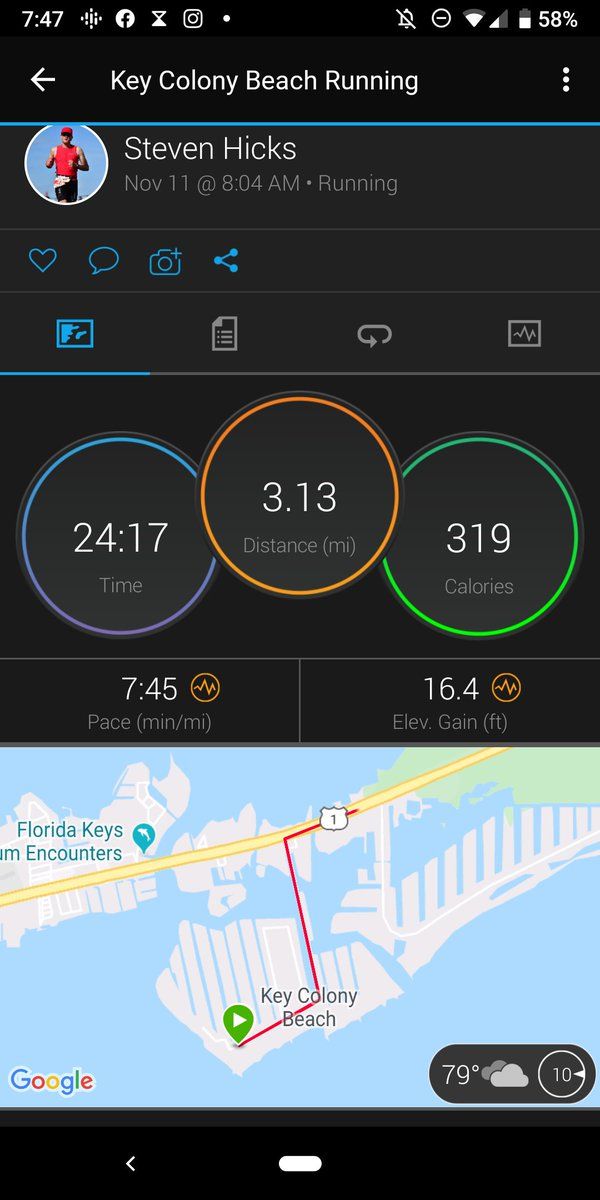 7:47
58%
Key Colony Beach Running
Steven Hicks
Nov 11 @ 8:04 AM • Running
24:17
Time
3.13
Distance (mi)
319
Calories
7:45
Pace (min/mi)
16.4
Elev. Gain (ft)
1
Florida Keys
um Encounters
Key Colony
Beach
Google
79°
10